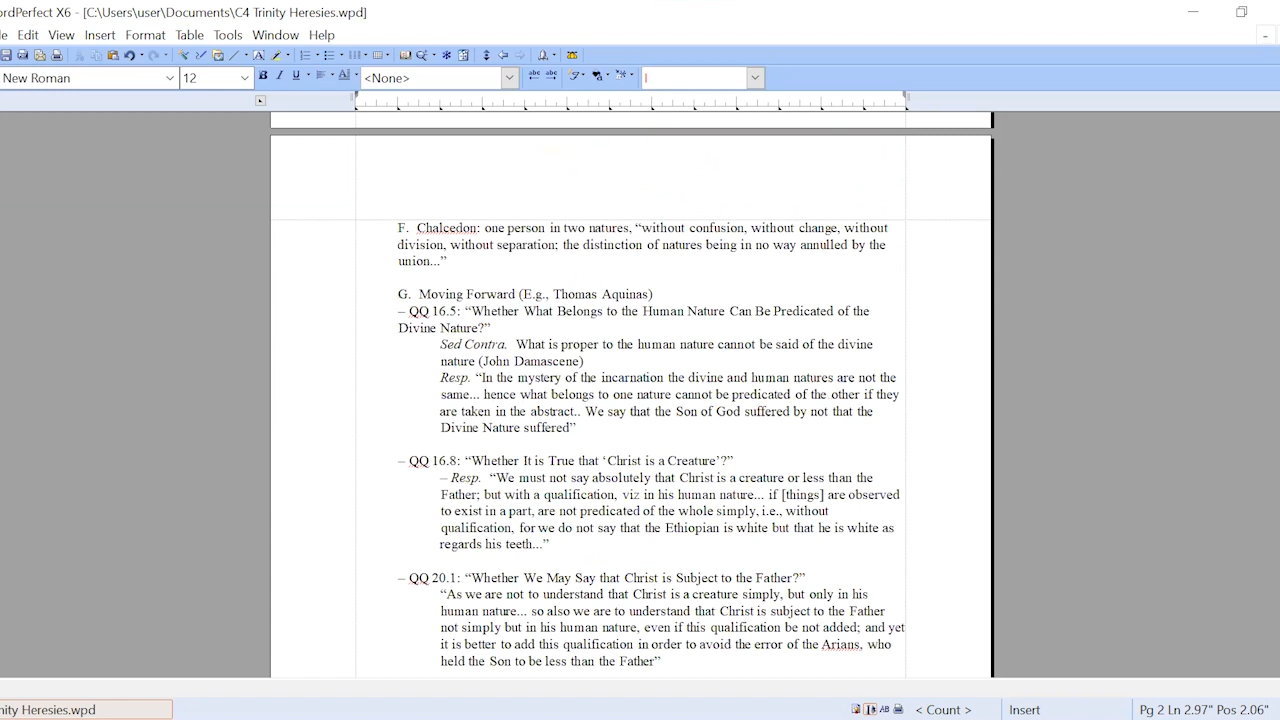 ordPerfect X6 - [C:\Users\user\Documents\C4 Trinity Heresies.wpd]
le Edit View Insert Format Table Tools Window Help
New Roman 12 <None>
F. Chalcedon: one person in two natures, “without confusion, without change, without
division, without separation; the distinction of natures being in no way annulled by the
union...”
G. Moving Forward (E.g., Thomas Aquinas)
– QQ 16.5: “Whether What Belongs to the Human Nature Can Be Predicated of the
Divine Nature?”
Sed Contra. What is proper to the human nature cannot be said of the divine
nature (John Damascene)
Resp. “In the mystery of the incarnation the divine and human natures are not the
same... hence what belongs to one nature cannot be predicated of the other if they
are taken in the abstract.. We say that the Son of God suffered by not that the
Divine Nature suffered”
– QQ 16.8: “Whether It is True that ‘Christ is a Creature’?”
– Resp. “We must not say absolutely that Christ is a creature or less than the
Father; but with a qualification, viz in his human nature... if [things] are observed
to exist in a part, are not predicated of the whole simply, i.e., without
qualification, for we do not say that the Ethiopian is white but that he is white as
regards his teeth...”
– QQ 20.1: “Whether We May Say that Christ is Subject to the Father?”
“As we are not to understand that Christ is a creature simply, but only in his
human nature... so also we are to understand that Christ is subject to the Father
not simply but in his human nature, even if this qualification be not added; and yet
it is better to add this qualification in order to avoid the error of the Arians, who
held the Son to be less than the Father”
nity Heresies.wpd AB < Count > Insert Pg 2 Ln 2.97" Pos 2.06"